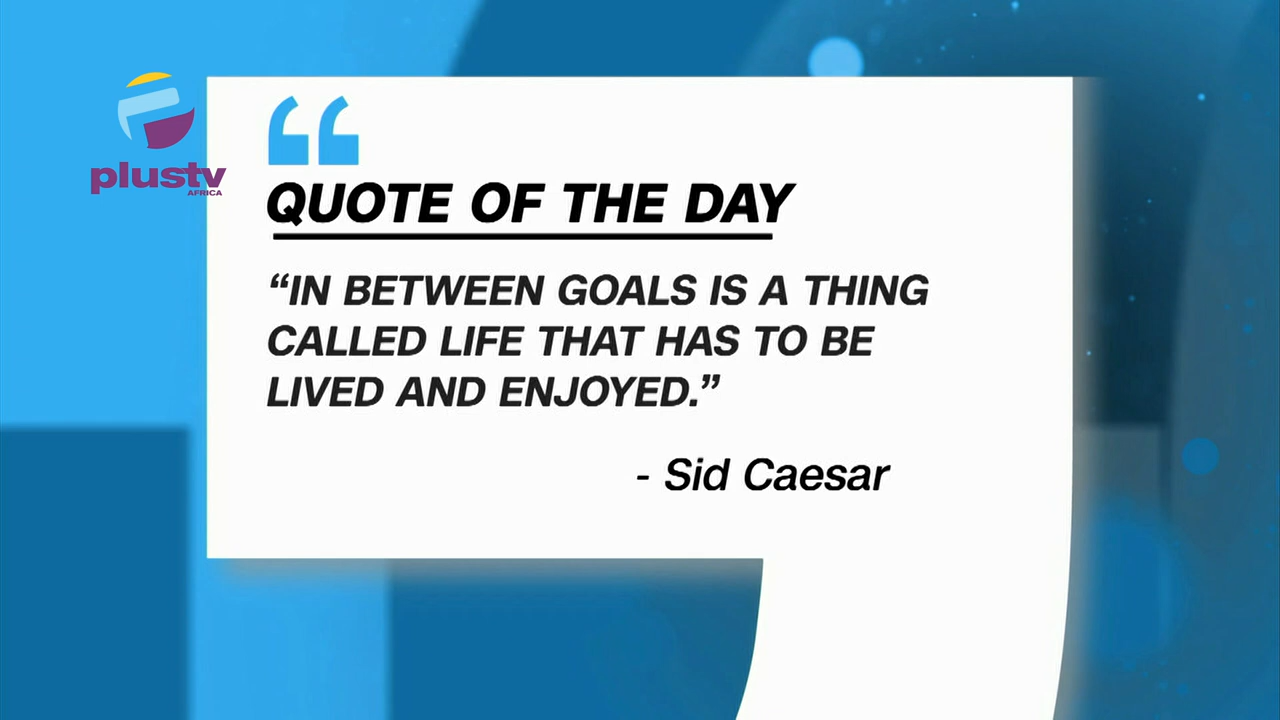 plustv
AFRICA
QUOTE OF THE DAY
“IN BETWEEN GOALS IS A THING
CALLED LIFE THAT HAS TO BE
LIVED AND ENJOYED.”
- Sid Caesar